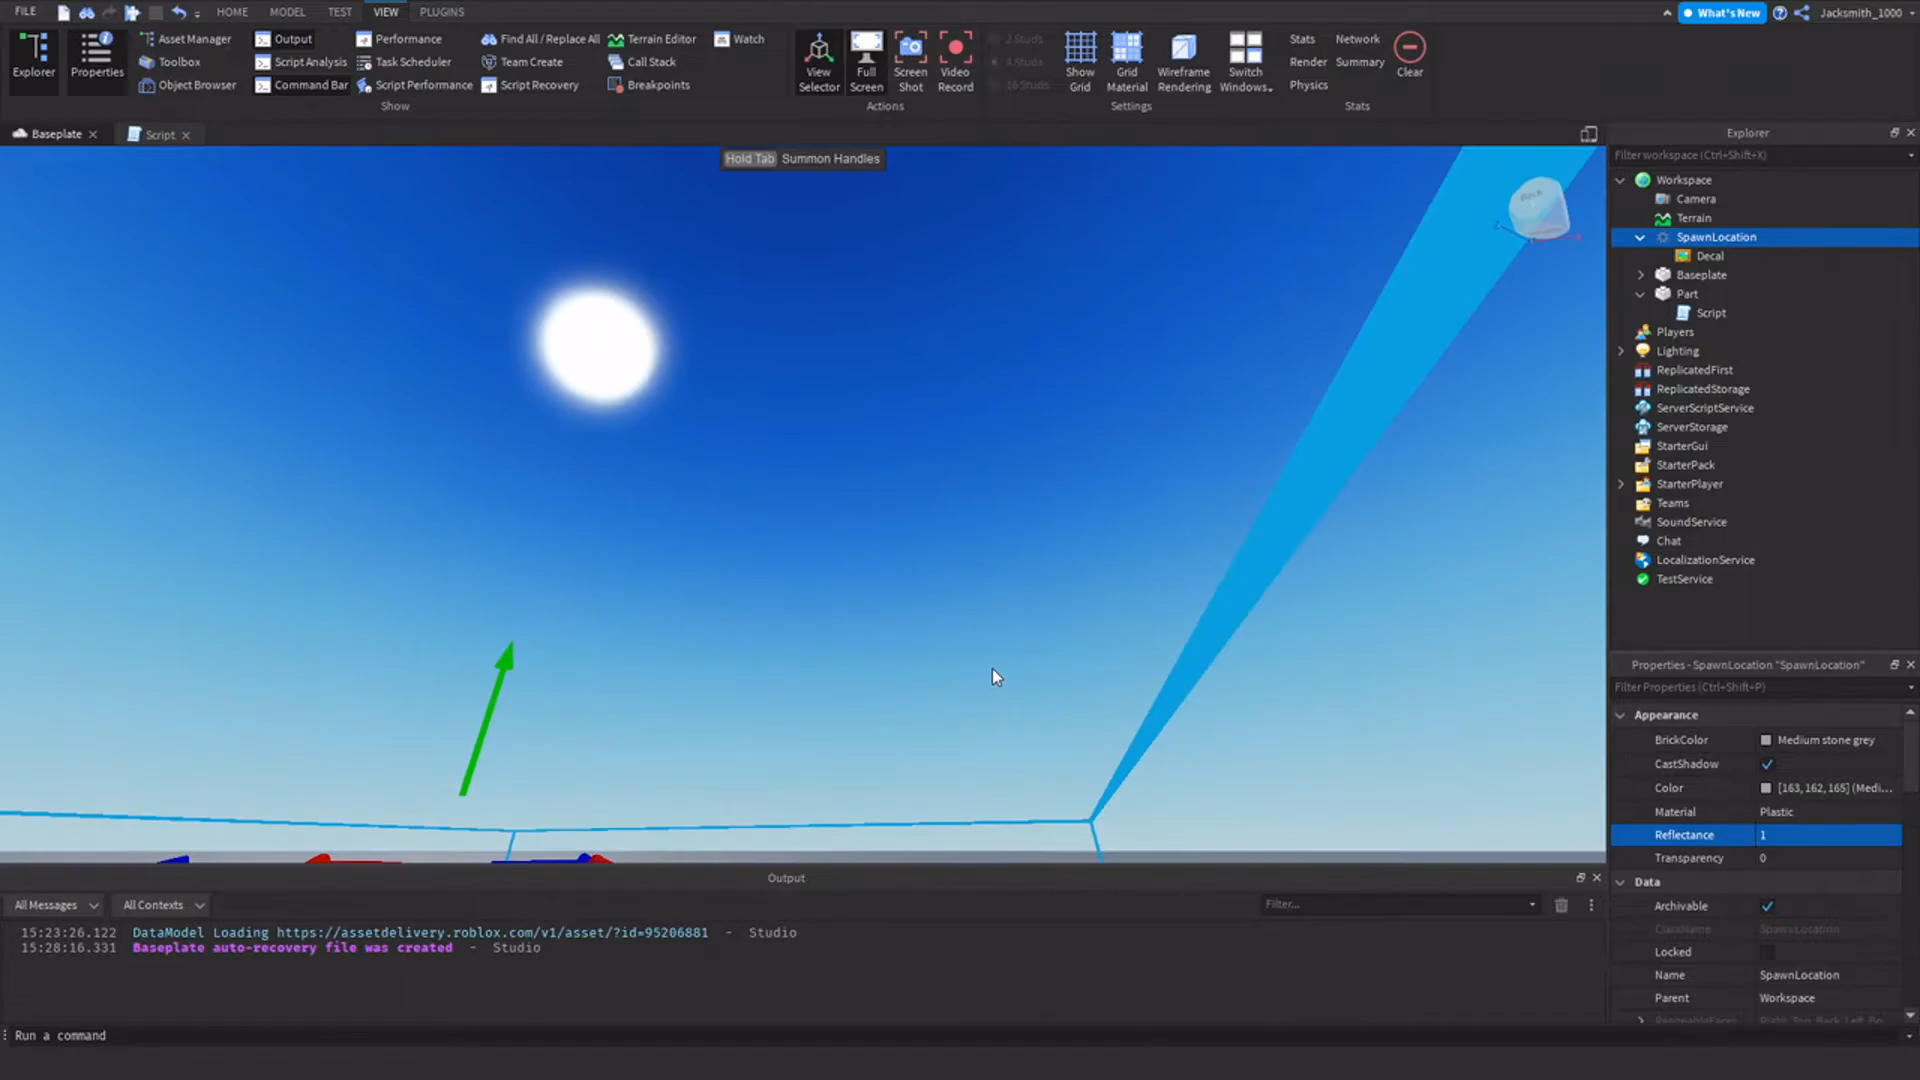 FILE HOME MODEL TEST VIEW PLUGINS What's New Jacksmith_1000
Explorer
Properties
Asset Manager
Toolbox
Object Browser
Output
Script Analysis
Command Bar
Performance
Task Scheduler
Script Performance
Find All / Replace All
Team Create
Script Recovery
Terrain Editor
Call Stack
Breakpoints
Watch
Show
View
Selector
Full
Screen
Screen
Shot
Video
Record
Actions
2 Studs
4 Studs
16 Studs
Show
Grid
Grid
Material
Wireframe
Rendering
Switch
Windows
Settings
Stats
Render
Physics
Network
Summary
Clear
Stats
Baseplate
Script
Hold Tab Summon Handles
Explorer
Filter workspace (Ctrl+Shift+X)
Workspace
Camera
Terrain
SpawnLocation
Decal
Baseplate
Part
Script
Players
Lighting
ReplicatedFirst
ReplicatedStorage
ServerScriptService
ServerStorage
StarterGui
StarterPack
StarterPlayer
Teams
SoundService
Chat
LocalizationService
TestService
Properties - SpawnLocation "SpawnLocation"
Filter Properties (Ctrl+Shift+P)
Appearance
BrickColor Medium stone grey
CastShadow
Color [163, 162, 165] (Medi...
Material Plastic
Reflectance 1
Transparency 0
Data
Archivable
ClassName SpawnLocation
Locked
Name SpawnLocation
Parent Workspace
Output
All Messages All Contexts Filter...
15:23:26.122 DataModel Loading https://assetdelivery.roblox.com/v1/asset/?id=95206881 - Studio
15:28:16.331 Baseplate auto-recovery file was created - Studio
Run a command